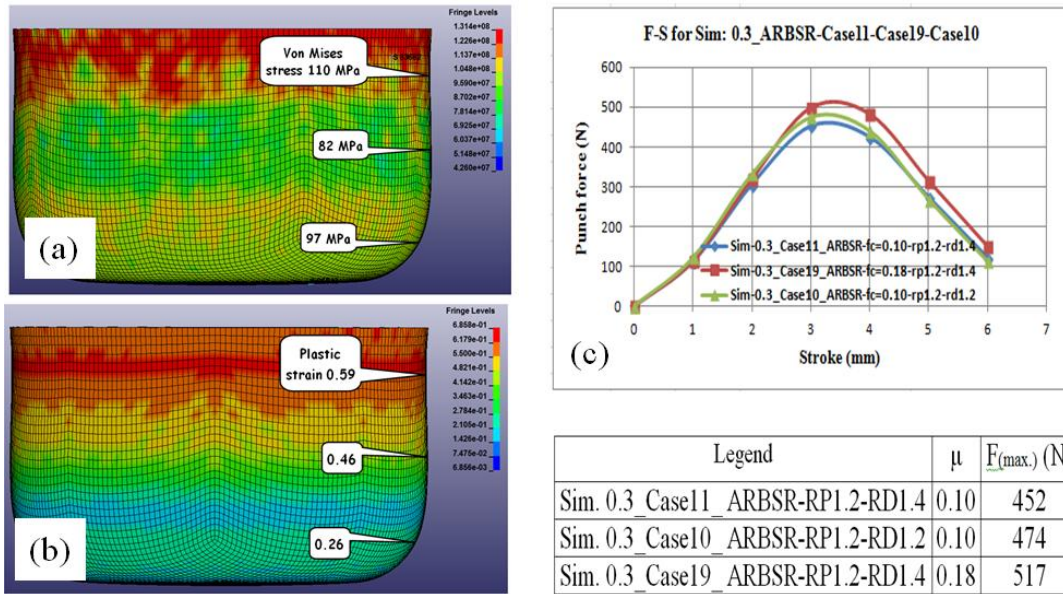 Fringe Levels
1.314e+08
1.226e+08
1.137e+08
1.048e+08
9.590e+07
8.702e+07
7.814e+07
6.925e+07
6.037e+07
5.148e+07
4.260e+07
Von Mises
stress 110 MPa
82 MPa
97 MPa
(a)
Fringe Levels
6.858e-01
6.179e-01
5.500e-01
4.821e-01
4.142e-01
3.463e-01
2.784e-01
2.105e-01
1.426e-01
7.475e-02
6.856e-03
Plastic
strain 0.59
0.46
0.26
(b)
F-S for Sim: 0.3_ARBSR-Case11-Case19-Case10
Punch force (N)
600
500
400
300
200
100
0
0 1 2 3 4 5 6 7
Stroke (mm)
Sim-0.3_Case11_ARBSR-fc=0.10-rp1.2-rd1.4
Sim-0.3_Case19_ARBSR-fc=0.18-rp1.2-rd1.4
Sim-0.3_Case10_ARBSR-fc=0.10-rp1.2-rd1.2
(c)
Legend μ F(max.) (N
Sim. 0.3_Case11_ ARBSR-RP1.2-RD1.4 0.10 452
Sim. 0.3_Case10_ ARBSR-RP1.2-RD1.2 0.10 474
Sim. 0.3_Case19_ ARBSR-RP1.2-RD1.4 0.18 517